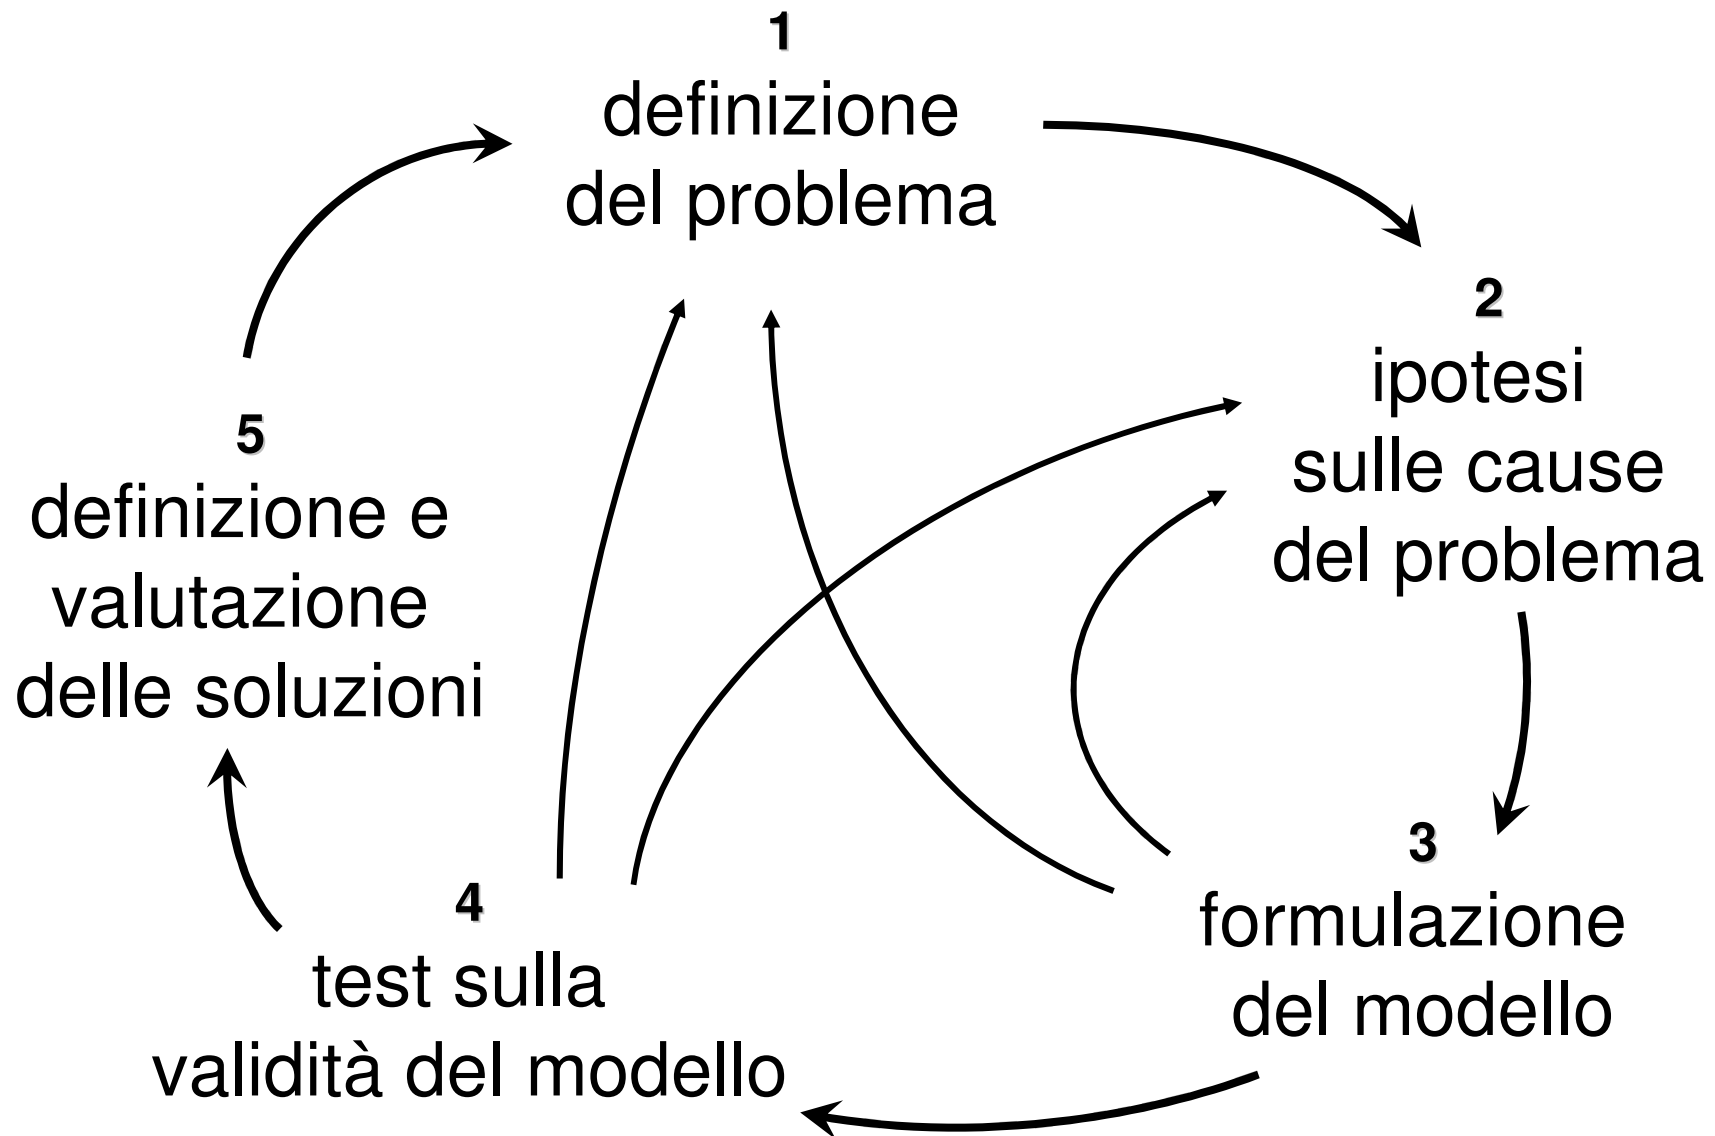 1
definizione
del problema
2
ipotesi
sulle cause
del problema
3
formulazione
del modello
4
test sulla
validità del modello
5
definizione e
valutazione
delle soluzioni